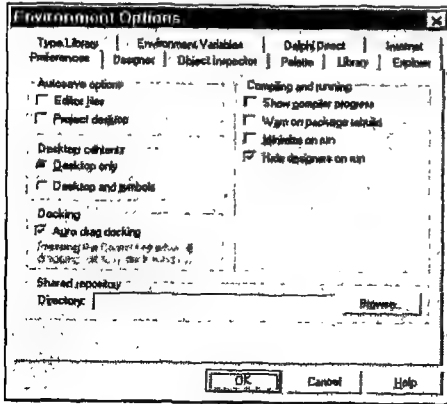 Environment Options
Type Library
Environment Variables
Delphi Direct
Internet
Preferences
Designer
Object Inspector
Palette
Library
Explorer
Autosave options
Editor files
Project desktop
Desktop contents
Desktop only
Desktop and symbols
Docking
Auto drag docking
Compiling and running
Show compiler progress
Warn on package rebuild
Minimize on run
Hide designers on run
Shared repository
Directory:
Browse...
OK
Cancel
Help